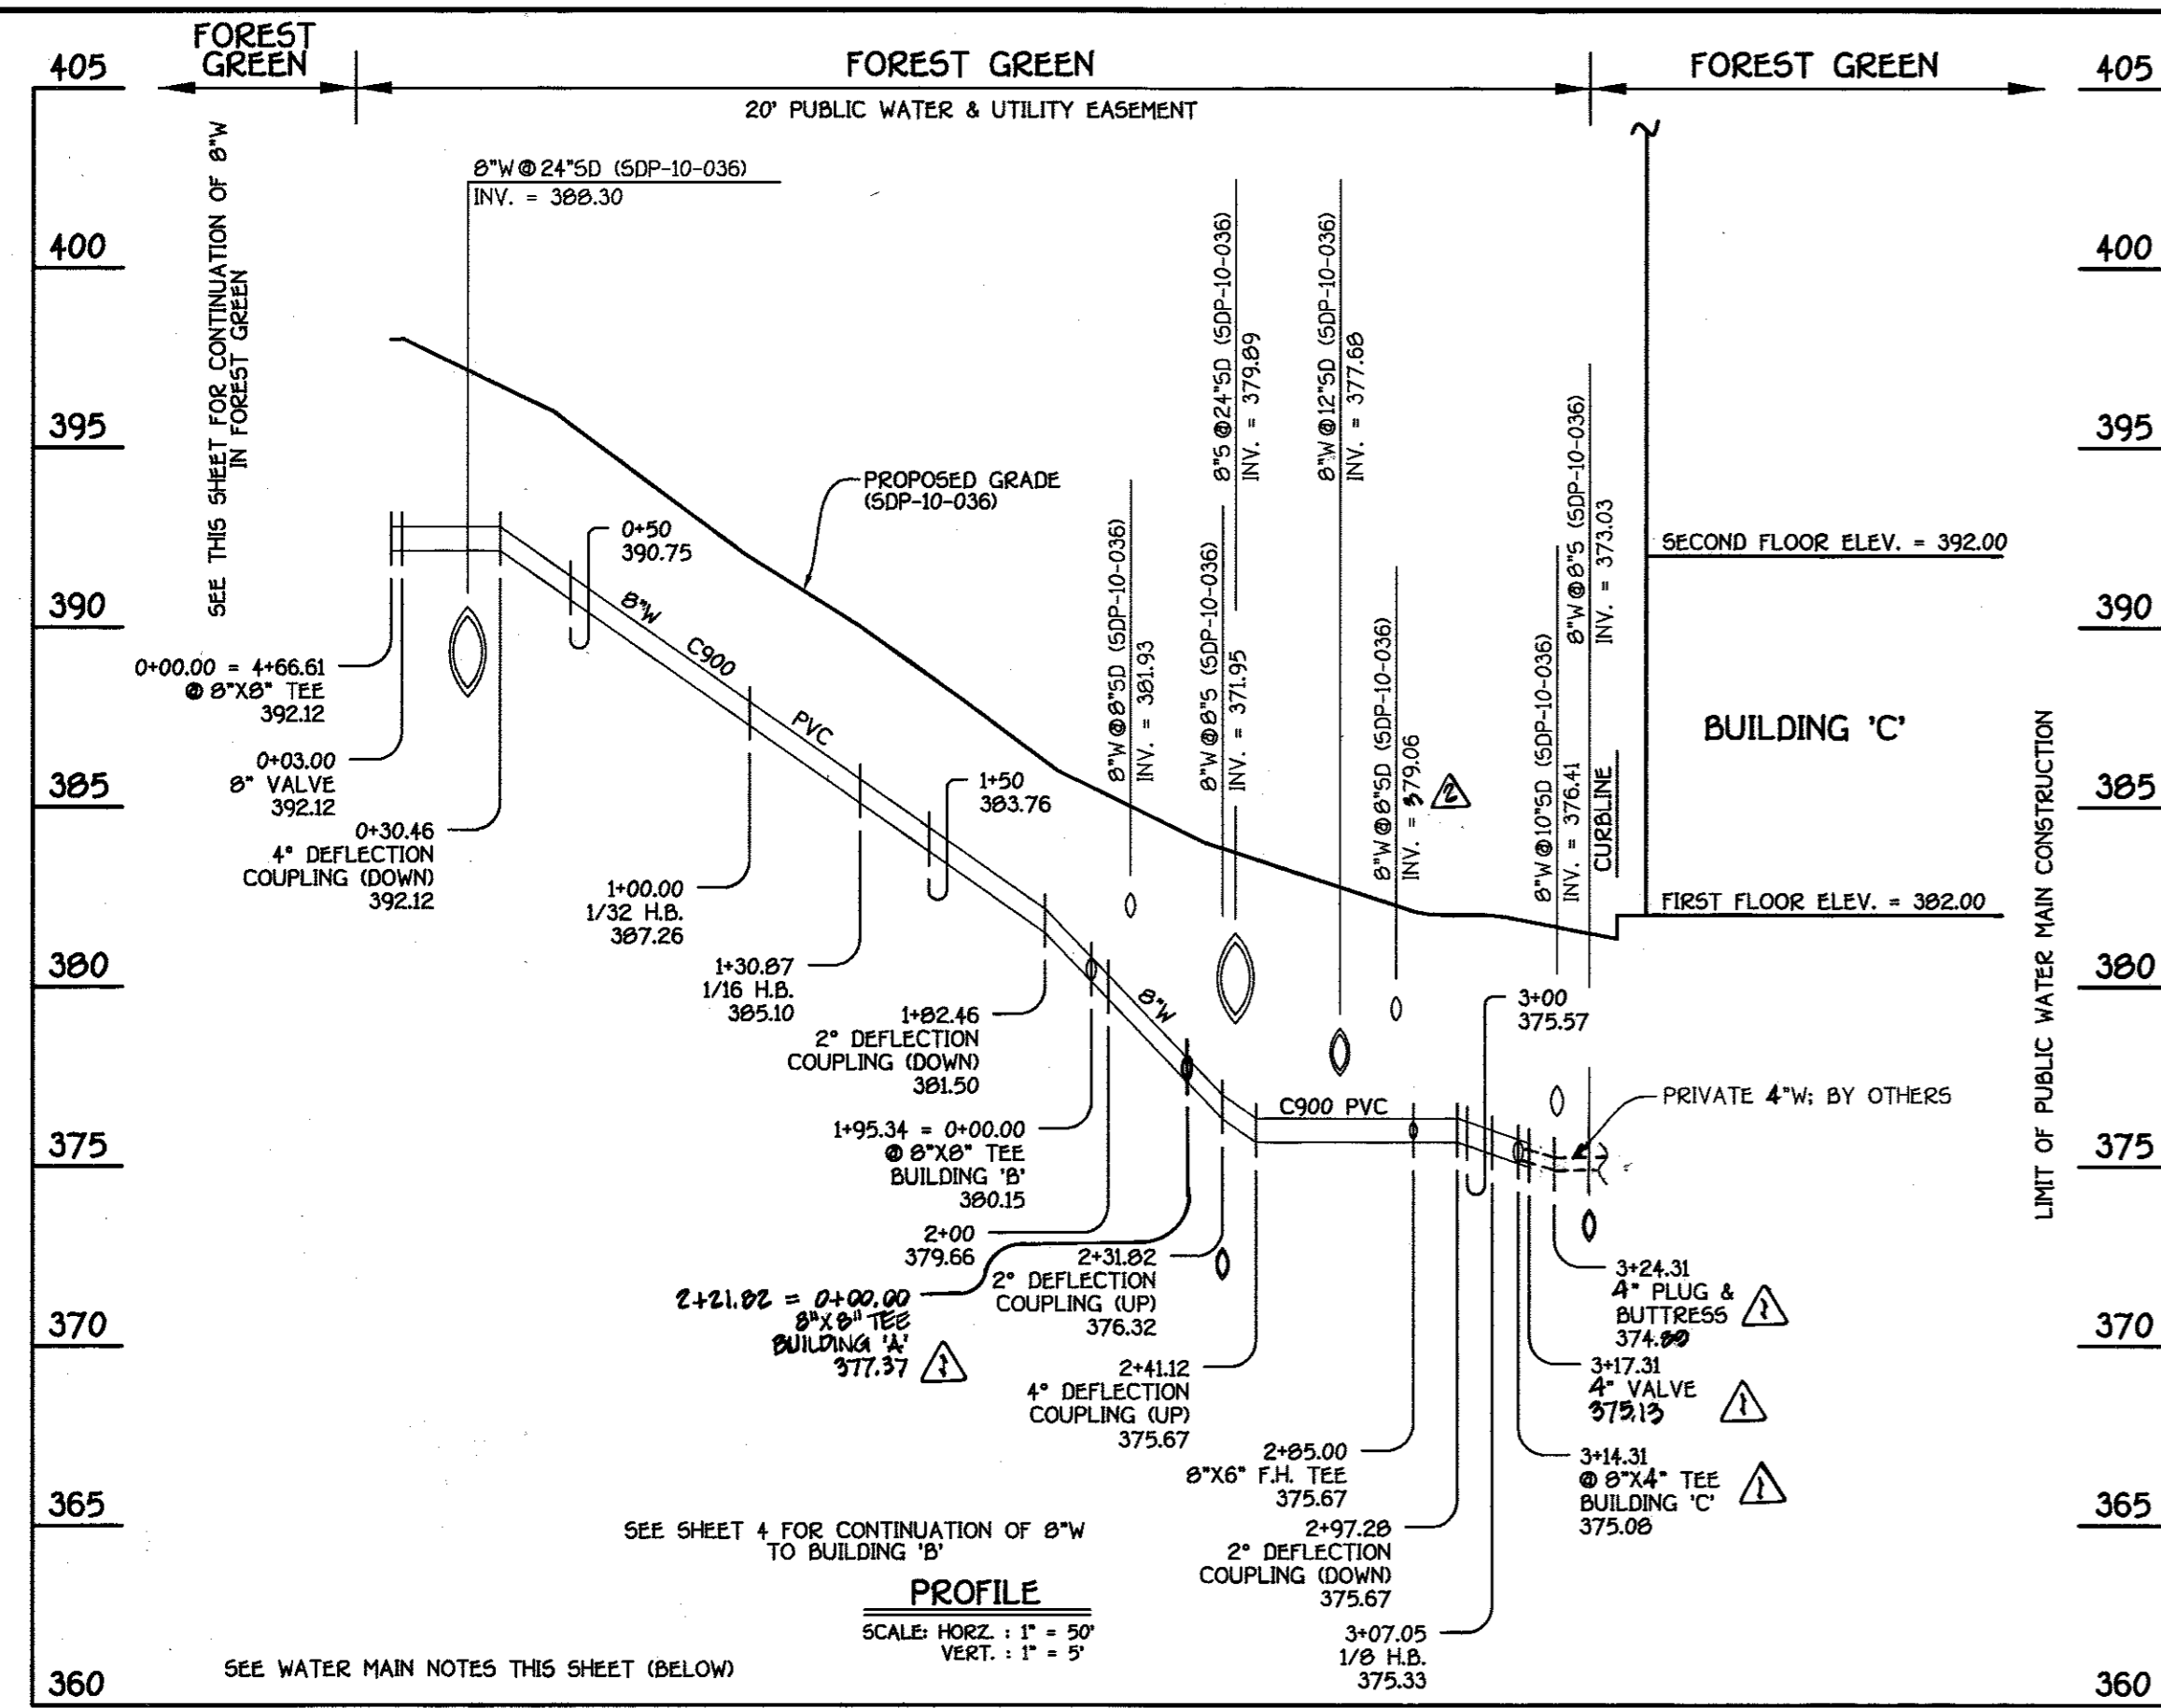 FOREST
GREEN
FOREST GREEN
FOREST GREEN
20' PUBLIC WATER & UTILITY EASEMENT
405
400
395
390
385
380
375
370
365
360
405
400
395
390
385
380
375
370
365
360
SEE THIS SHEET FOR CONTINUATION OF 8"W
IN FOREST GREEN
8"W @ 24"SD (SDP-10-036)
INV. = 388.30
PROPOSED GRADE
(SDP-10-036)
0+50
390.75
8"W
C900
PVC
0+00.00 = 4+66.61
@ 8"X8" TEE
392.12
0+03.00
8" VALVE
392.12
0+30.46
4° DEFLECTION
COUPLING (DOWN)
392.12
1+00.00
1/32 H.B.
387.26
1+30.87
1/16 H.B.
385.10
1+50
383.76
1+82.46
2° DEFLECTION
COUPLING (DOWN)
381.50
1+95.34 = 0+00.00
@ 8"X8" TEE
BUILDING 'B'
380.15
2+00
379.66
2+21.82 = 0+00.00
8"X8" TEE
BUILDING 'A'
377.37
1
8"W
2+31.82
2° DEFLECTION
COUPLING (UP)
376.32
2+41.12
4° DEFLECTION
COUPLING (UP)
375.67
C900 PVC
2+85.00
8"X6" F.H. TEE
375.67
2+97.28
2° DEFLECTION
COUPLING (DOWN)
375.67
3+00
375.57
3+07.05
1/8 H.B.
375.33
3+14.31
@ 8"X4" TEE
BUILDING 'C'
375.08
1
3+17.31
4" VALVE
375.13
1
3+24.31
4" PLUG &
BUTTRESS
1
PRIVATE 4"W; BY OTHERS
8"W @ 8"SD (SDP-10-036)
INV. = 381.93
8"W @ 8"S (SDP-10-036)
INV. = 371.95
8"S @ 24"SD (SDP-10-036)
INV. = 379.89
8"W @ 12"SD (SDP-10-036)
INV. = 377.68
8"W @ 8"SD (SDP-10-036)
INV. = 379.06
2
8"W @ 10"SD (SDP-10-036)
INV. = 376.41
8"W @ 8"S (SDP-10-036)
INV. = 373.03
CURBLINE
SECOND FLOOR ELEV. = 392.00
BUILDING 'C'
FIRST FLOOR ELEV. = 382.00
LIMIT OF PUBLIC WATER MAIN CONSTRUCTION
SEE SHEET 4 FOR CONTINUATION OF 8"W
TO BUILDING 'B'
PROFILE
SCALE: HORZ. : 1" = 50'
VERT. : 1" = 5'
SEE WATER MAIN NOTES THIS SHEET (BELOW)